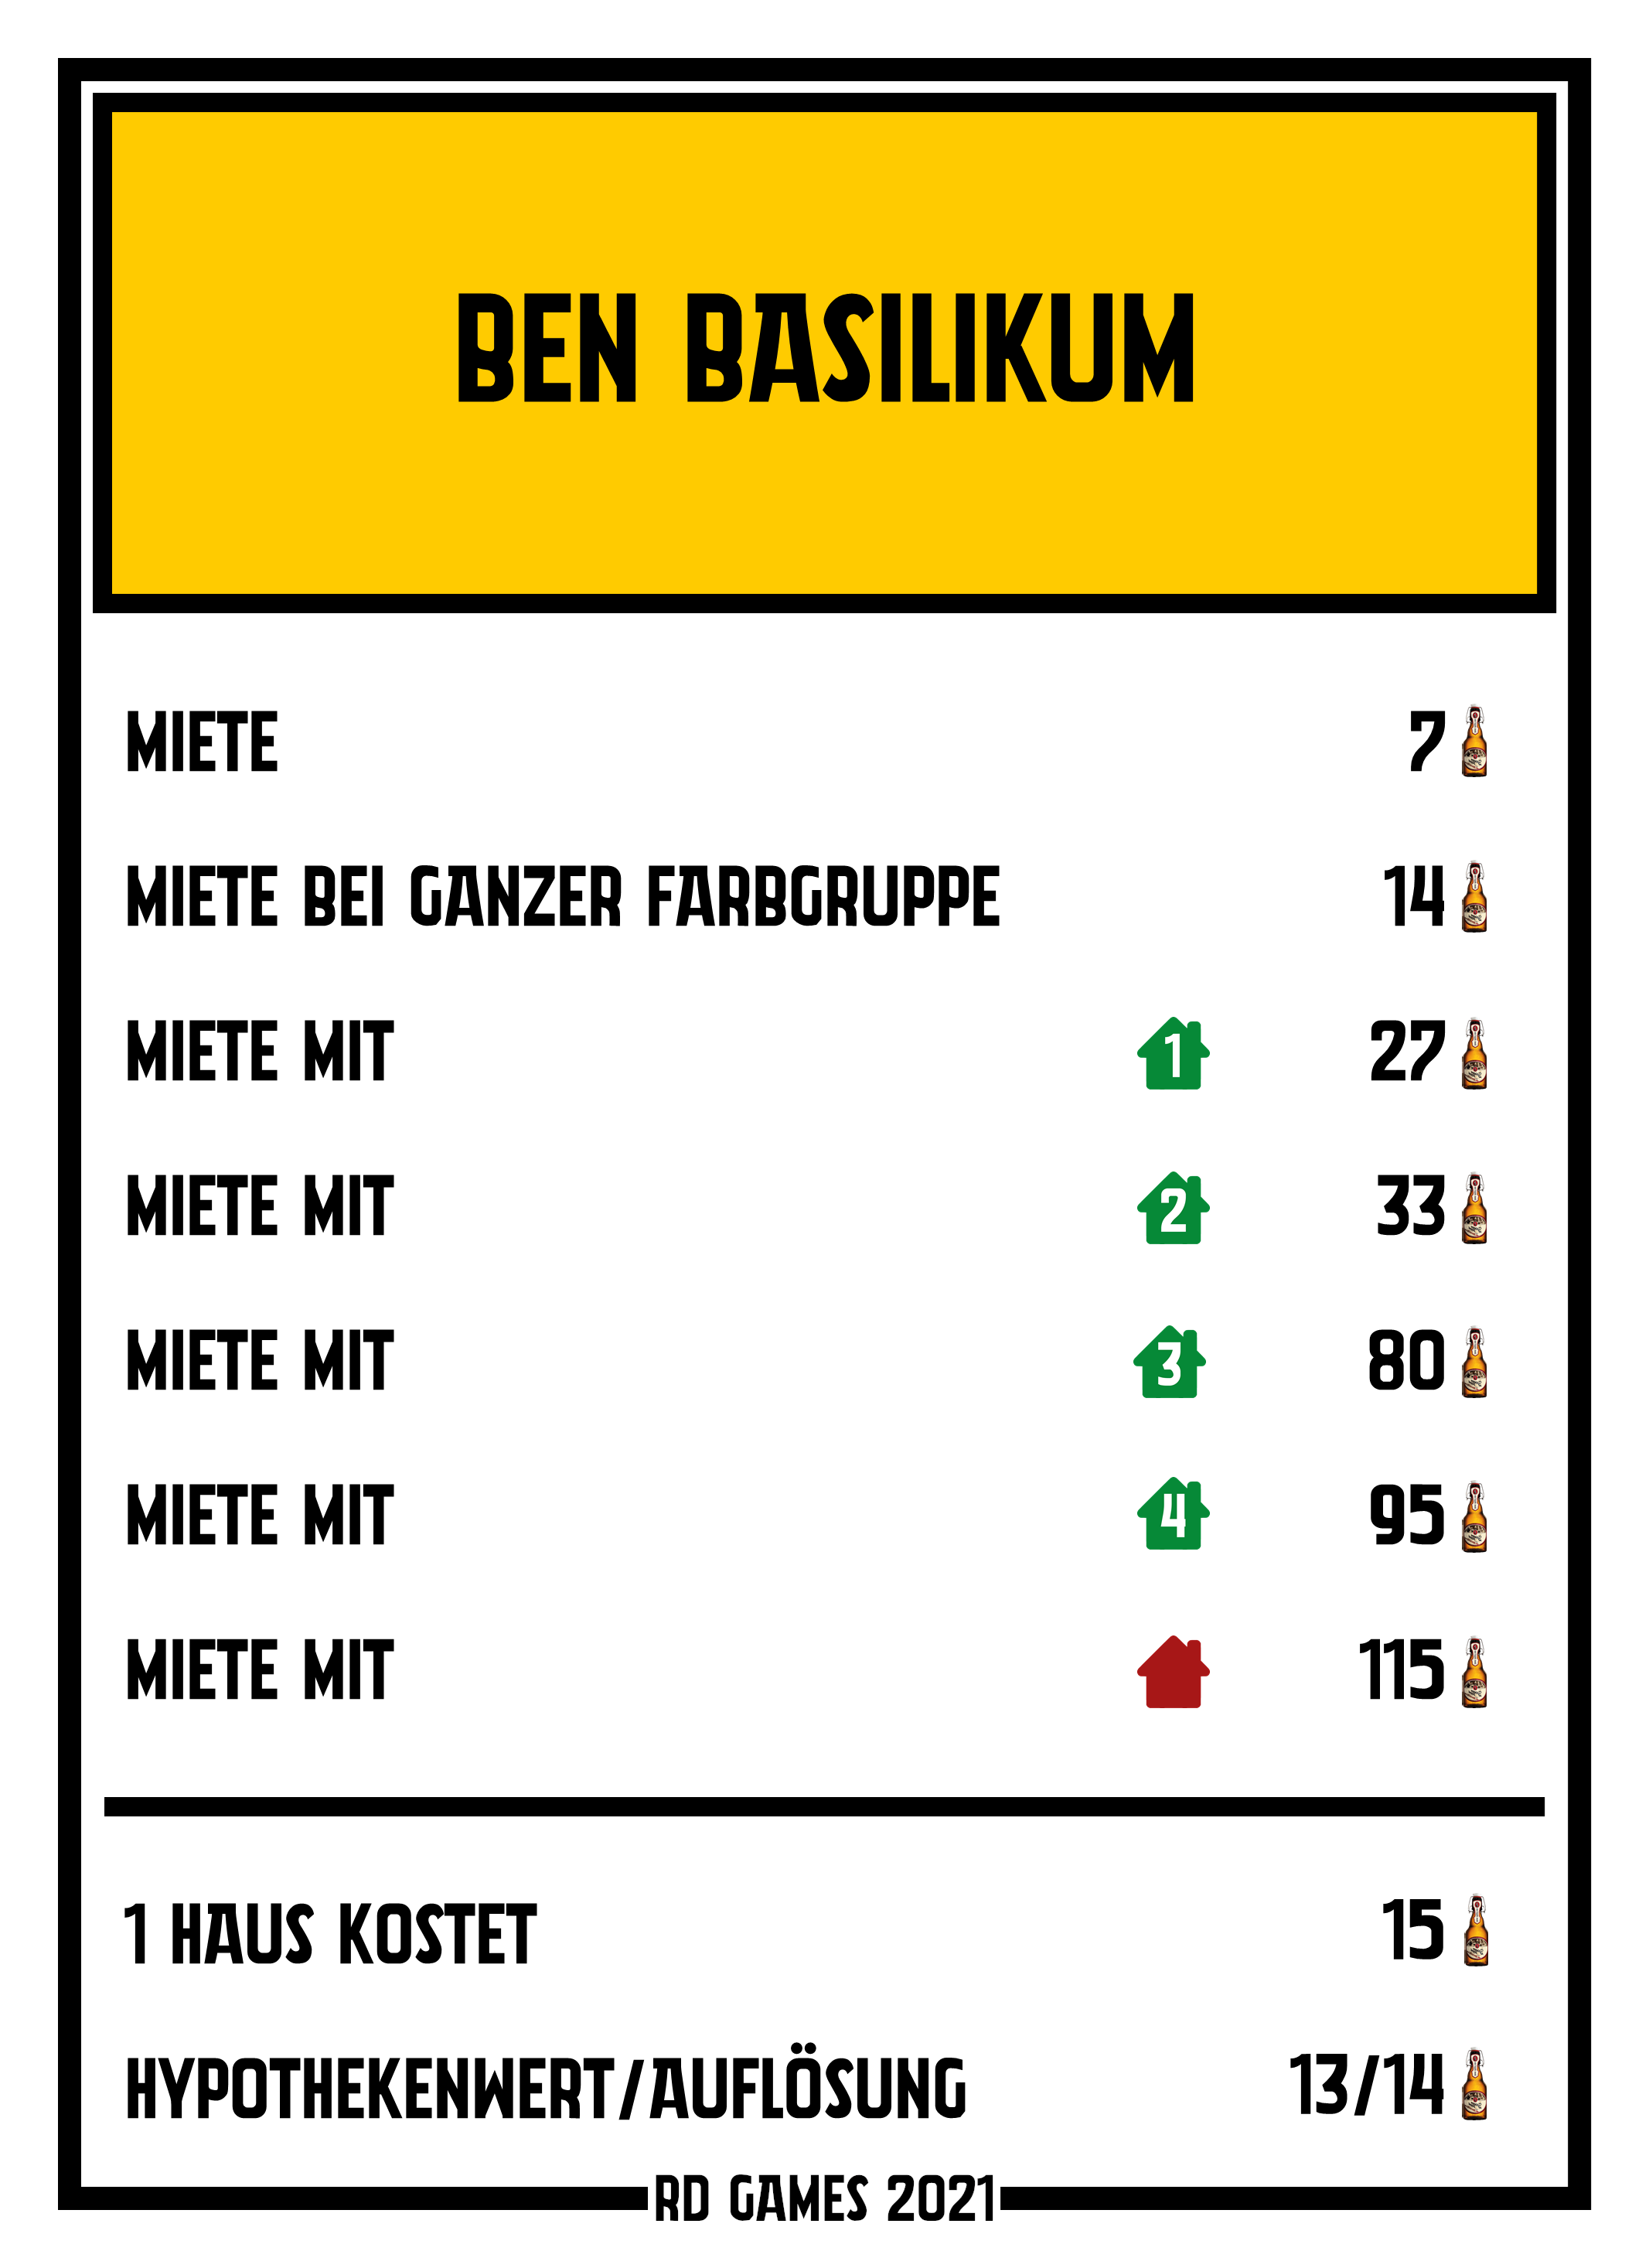 BEN BASILIKUM
MIETE 7
MIETE BEI GANZER FARBGRUPPE 14
MIETE MIT 1 27
MIETE MIT 2 33
MIETE MIT 3 80
MIETE MIT 4 95
MIETE MIT 115
1 HAUS KOSTET 15
HYPOTHEKENWERT/AUFLÖSUNG 13/14
RD GAMES 2021